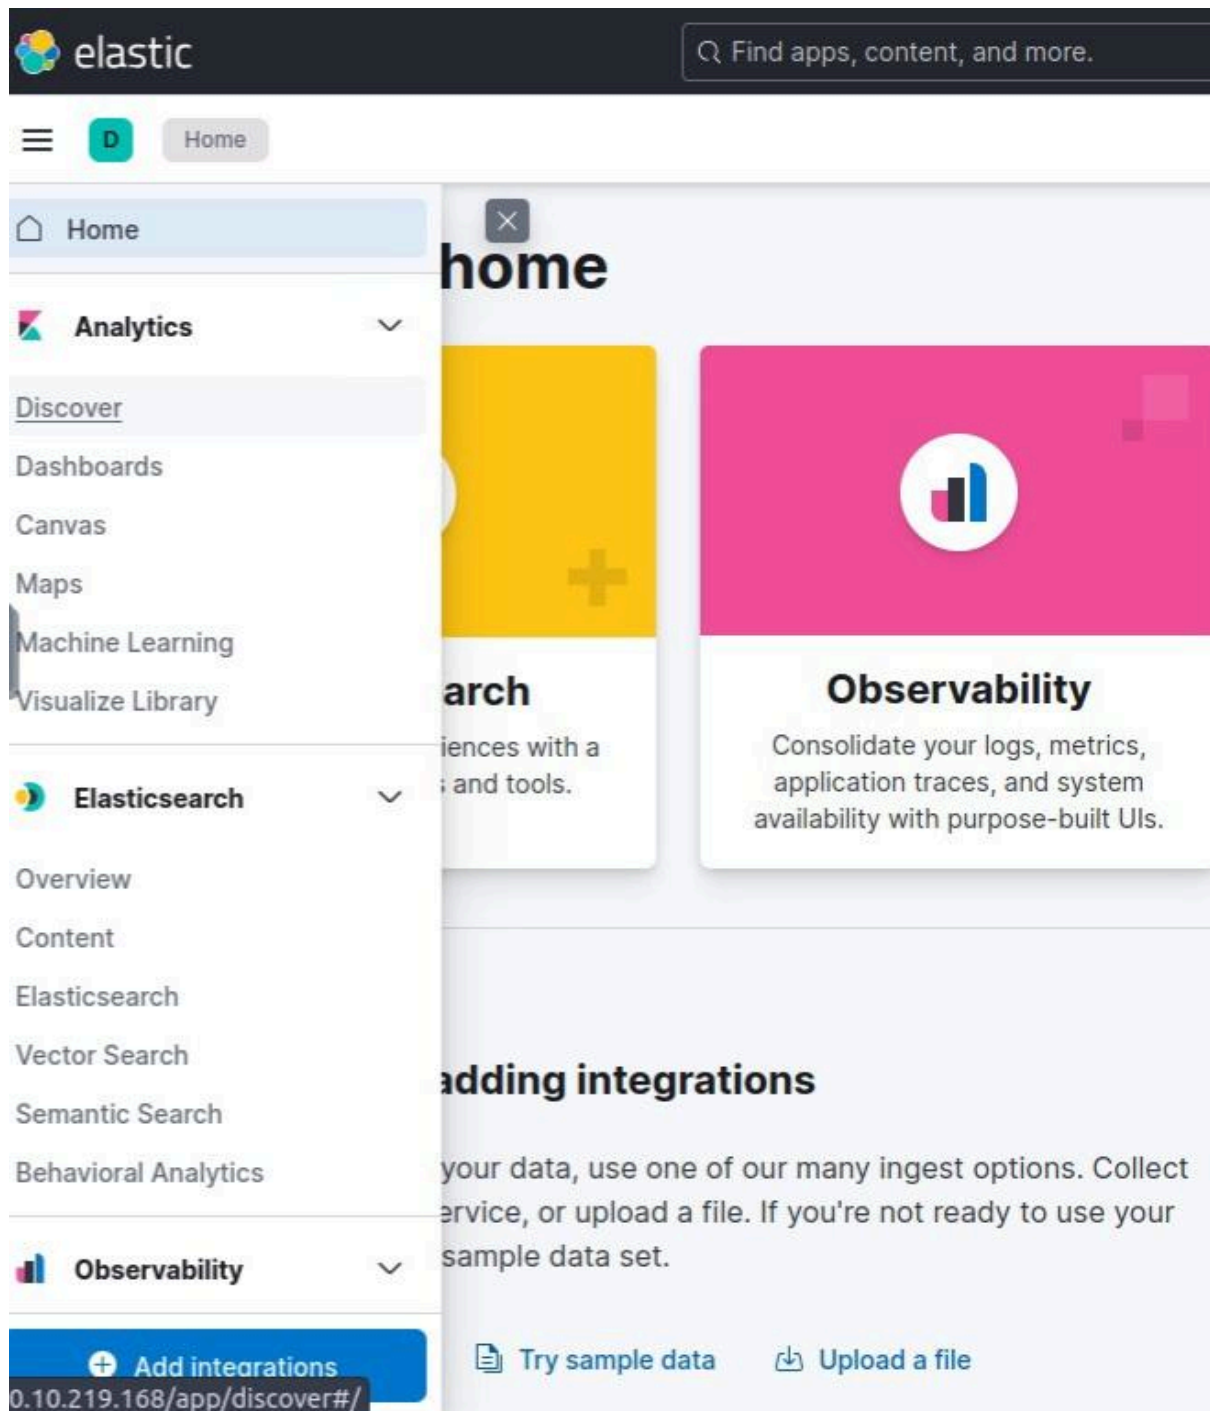 elastic
Find apps, content, and more.
D
Home
Home
home
Analytics
Discover
Dashboards
Canvas
Maps
Machine Learning
Visualize Library
arch
iences with a
and tools.
Observability
Consolidate your logs, metrics,
application traces, and system
availability with purpose-built UIs.
Elasticsearch
Overview
Content
Elasticsearch
Vector Search
Semantic Search
Behavioral Analytics
adding integrations
your data, use one of our many ingest options. Collect
ervice, or upload a file. If you're not ready to use your
sample data set.
Observability
Add integrations
Try sample data
Upload a file
0.10.219.168/app/discover#/